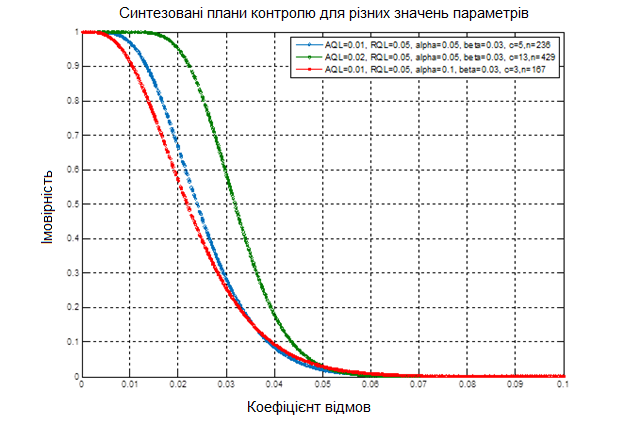 Синтезовані плани контролю для різних значень параметрів
AQL=0.01, RQL=0.05, alpha=0.05, beta=0.03, c=5,n=236
AQL=0.02, RQL=0.05, alpha=0.05, beta=0.03, c=13,n=429
AQL=0.01, RQL=0.05, alpha=0.1, beta=0.03, c=3,n=167
1
0.9
0.8
0.7
0.6
0.5
0.4
0.3
0.2
0.1
0
Імовірність
0 0.01 0.02 0.03 0.04 0.05 0.06 0.07 0.08 0.09 0.1
Коефіцієнт відмов